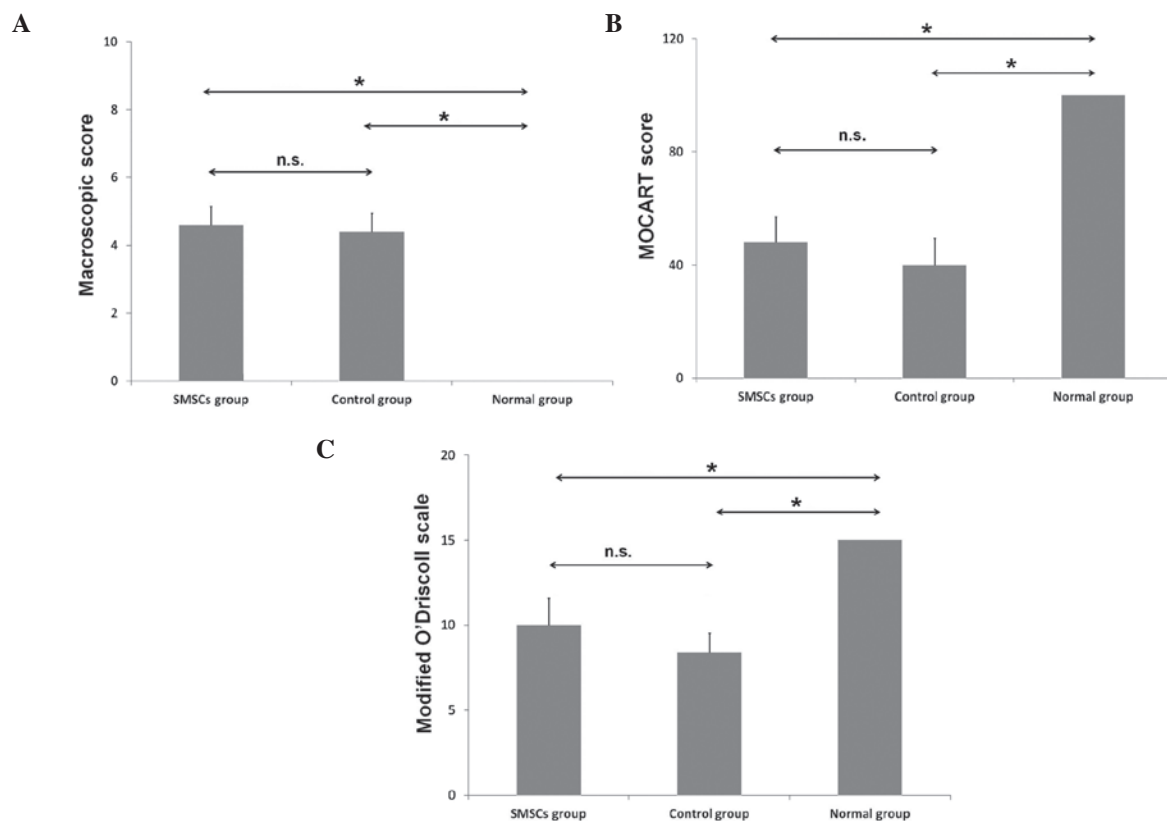 A
Macroscopic score
10
8
6
4
2
0
*
*
n.s.
SMSCs group Control group Normal group
B
MOCART score
120
80
40
0
*
*
n.s.
SMSCs group Control group Normal group
C
Modified O'Driscoll scale
20
15
10
5
0
*
*
n.s.
SMSCs group Control group Normal group